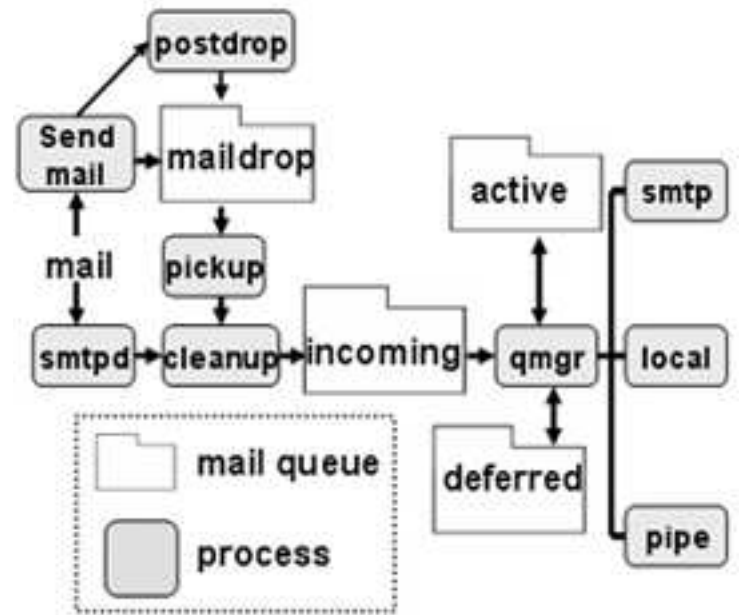 postdrop
Send
mail
maildrop
active
smtp
mail
pickup
smtpd
cleanup
incoming
qmgr
local
mail queue
deferred
process
pipe